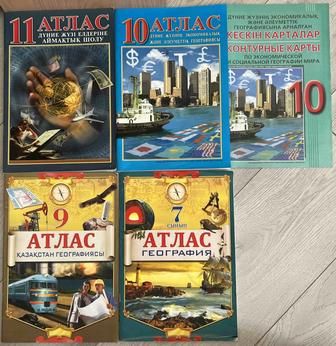 11 АТЛАС
ДҮНИЕ ЖҮЗІ ЕЛДЕРІНЕ
АЙМАҚТЫҚ ШОЛУ
10 АТЛАС
ДҮНИЕ ЖҮЗІНІҢ ЭКОНОМИКАЛЫҚ
ЖӘНЕ ӘЛЕУМЕТТІК ГЕОГРАФИЯСЫ
ДҮНИЕ ЖҮЗІНІҢ ЭКОНОМИКАЛЫҚ,
ЖӘНЕ ӘЛЕУМЕТТІК
ГЕОГРАФИЯСЫНА АРНАЛҒАН
КЕСКІН КАРТАЛАР
КОНТУРНЫЕ КАРТЫ
ПО ЭКОНОМИЧЕСКОЙ
И СОЦИАЛЬНОЙ ГЕОГРАФИИ МИРА
10
9
АТЛАС
ҚАЗАҚСТАН ГЕОГРАФИЯСЫ
7
СЫНЫП
АТЛАС
ГЕОГРАФИЯ